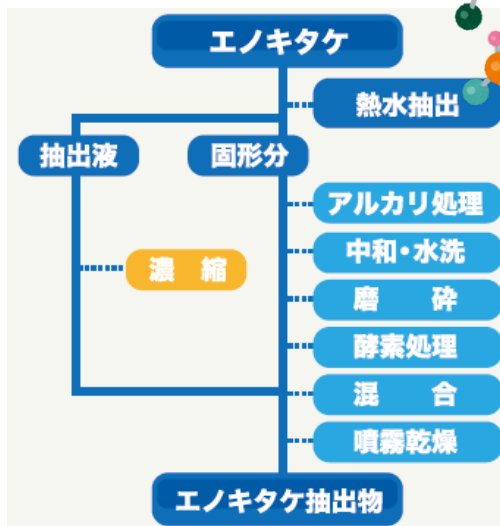 エノキタケ
熱水抽出
抽出液
固形分
アルカリ処理
中和・水洗
濃　縮
磨　　砕
酵素処理
混　　合
噴霧乾燥
エノキタケ抽出物